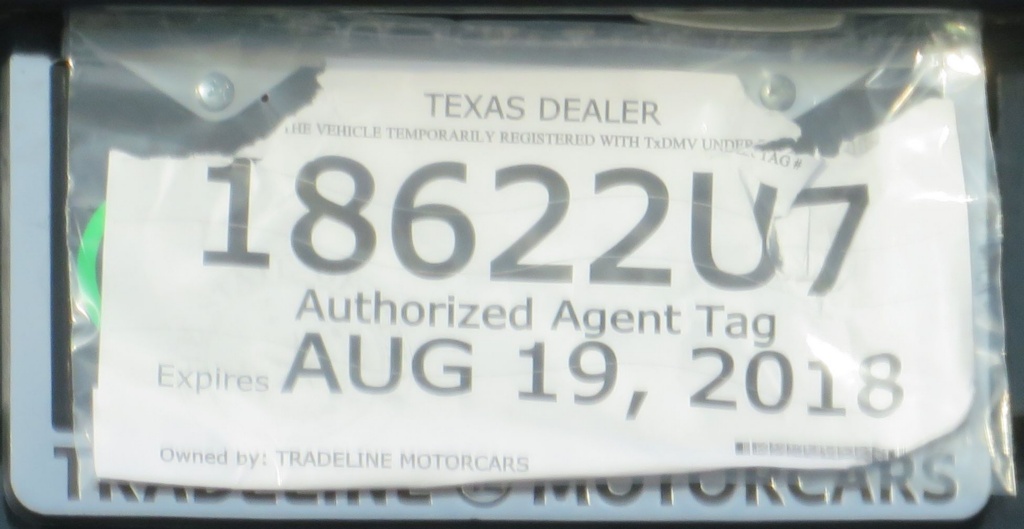 TEXAS DEALER
THE VEHICLE TEMPORARILY REGISTERED WITH TxDMV UNDER TAG #
18622U7
Authorized Agent Tag
Expires AUG 19, 2018
Owned by: TRADELINE MOTORCARS
TRADELINE MOTORCARS